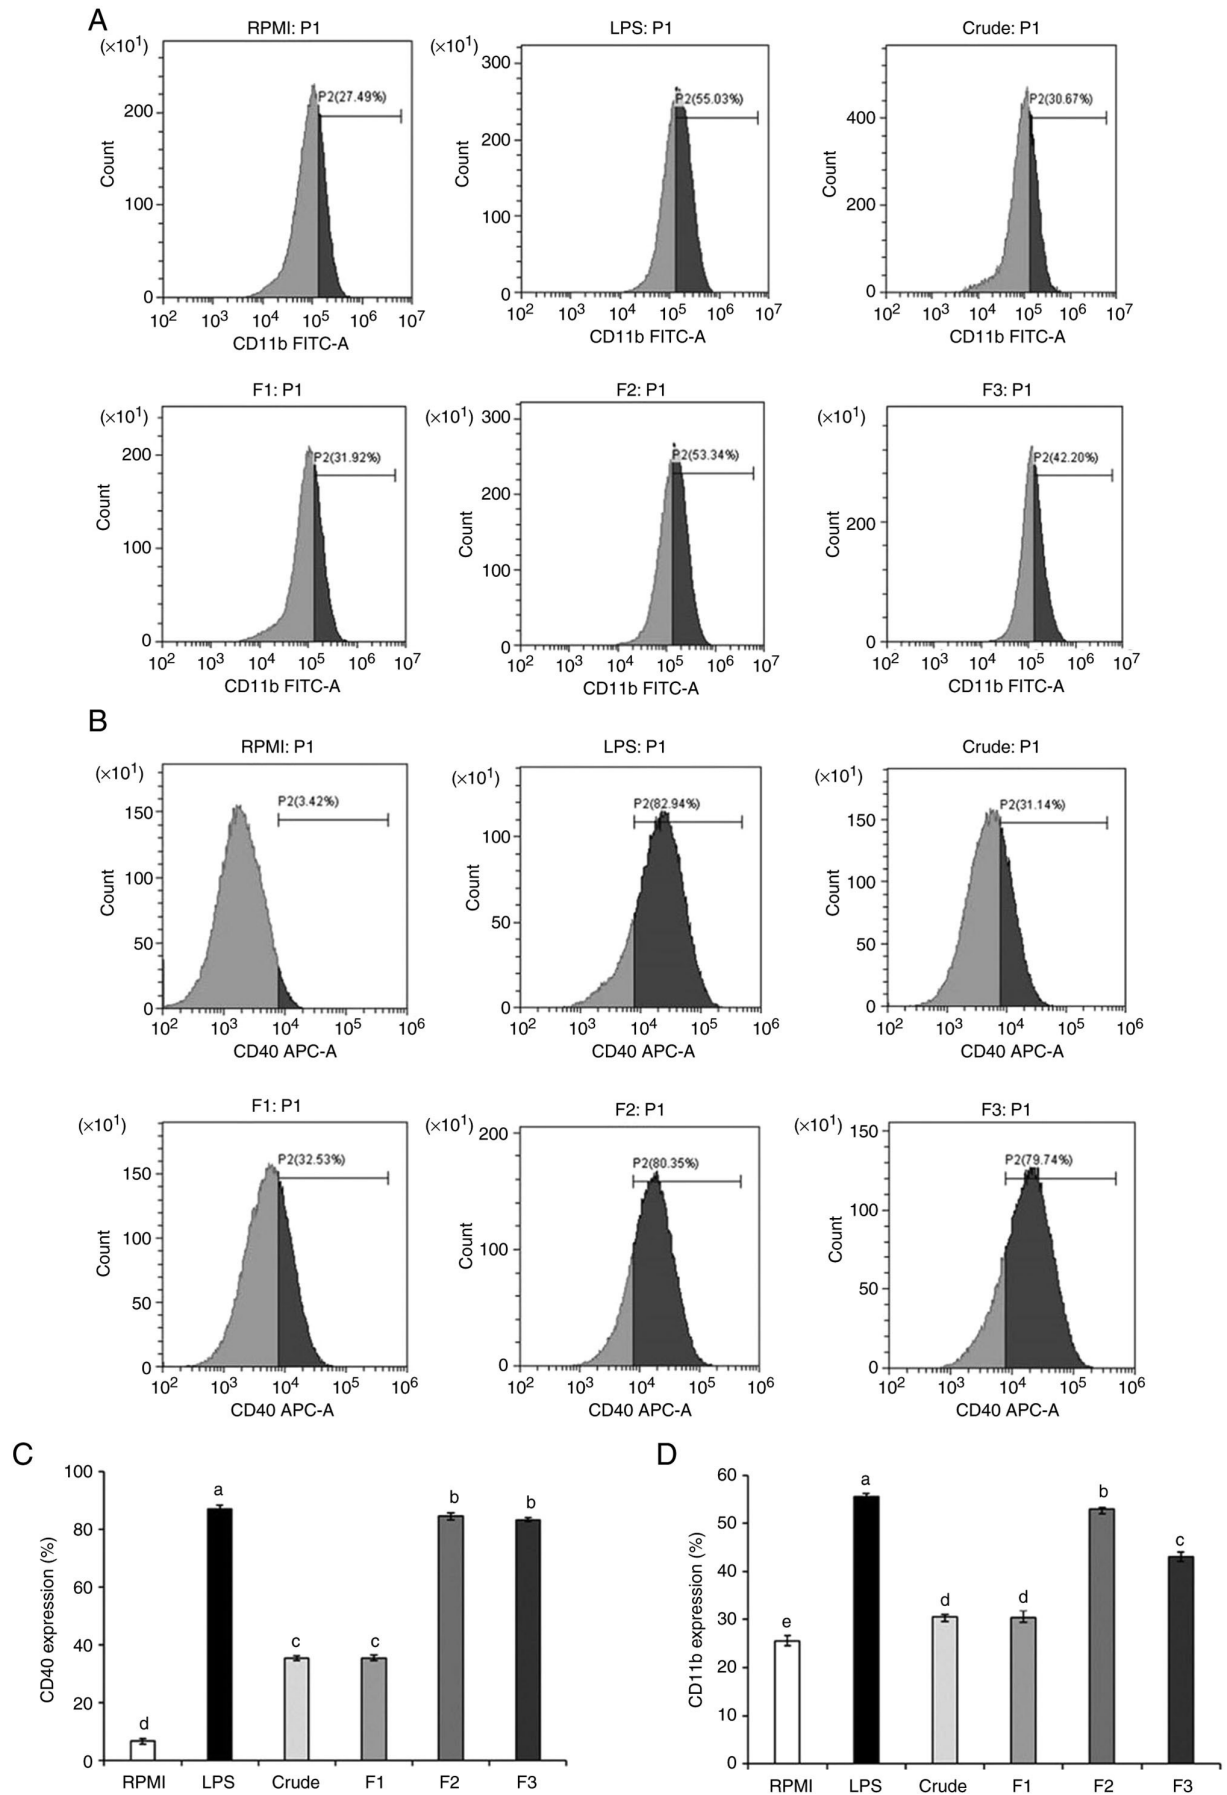 A
RPMI: P1
(×10¹)
P2(27.49%)
200
100
0
Count
10² 10³ 10⁴ 10⁵ 10⁶ 10⁷
CD11b FITC-A
LPS: P1
(×10¹)
P2(55.03%)
300
200
100
0
Count
10² 10³ 10⁴ 10⁵ 10⁶ 10⁷
CD11b FITC-A
Crude: P1
P2(30.67%)
400
200
0
Count
10² 10³ 10⁴ 10⁵ 10⁶ 10⁷
CD11b FITC-A
F1: P1
(×10¹)
P2(31.92%)
200
100
0
Count
10² 10³ 10⁴ 10⁵ 10⁶ 10⁷
CD11b FITC-A
F2: P1
(×10¹)
P2(53.34%)
300
200
100
0
Count
10² 10³ 10⁴ 10⁵ 10⁶ 10⁷
CD11b FITC-A
F3: P1
(×10¹)
P2(42.20%)
200
0
Count
10² 10³ 10⁴ 10⁵ 10⁶ 10⁷
CD11b FITC-A
B
RPMI: P1
(×10¹)
P2(3.42%)
150
100
50
0
Count
10² 10³ 10⁴ 10⁵ 10⁶
CD40 APC-A
LPS: P1
(×10¹)
P2(82.94%)
100
50
0
Count
10² 10³ 10⁴ 10⁵ 10⁶
CD40 APC-A
Crude: P1
(×10¹)
P2(31.14%)
150
100
50
0
Count
10² 10³ 10⁴ 10⁵ 10⁶
CD40 APC-A
F1: P1
(×10¹)
P2(32.53%)
150
100
50
0
Count
10² 10³ 10⁴ 10⁵ 10⁶
CD40 APC-A
F2: P1
(×10¹)
P2(80.35%)
200
100
0
Count
10² 10³ 10⁴ 10⁵ 10⁶
CD40 APC-A
F3: P1
(×10¹)
P2(79.74%)
150
100
50
0
Count
10² 10³ 10⁴ 10⁵ 10⁶
CD40 APC-A
C
CD40 expression (%)
100
80
60
40
20
0
d a c c b b
RPMI LPS Crude F1 F2 F3
D
CD11b expression (%)
60
50
40
30
20
10
0
e a d d b c
RPMI LPS Crude F1 F2 F3